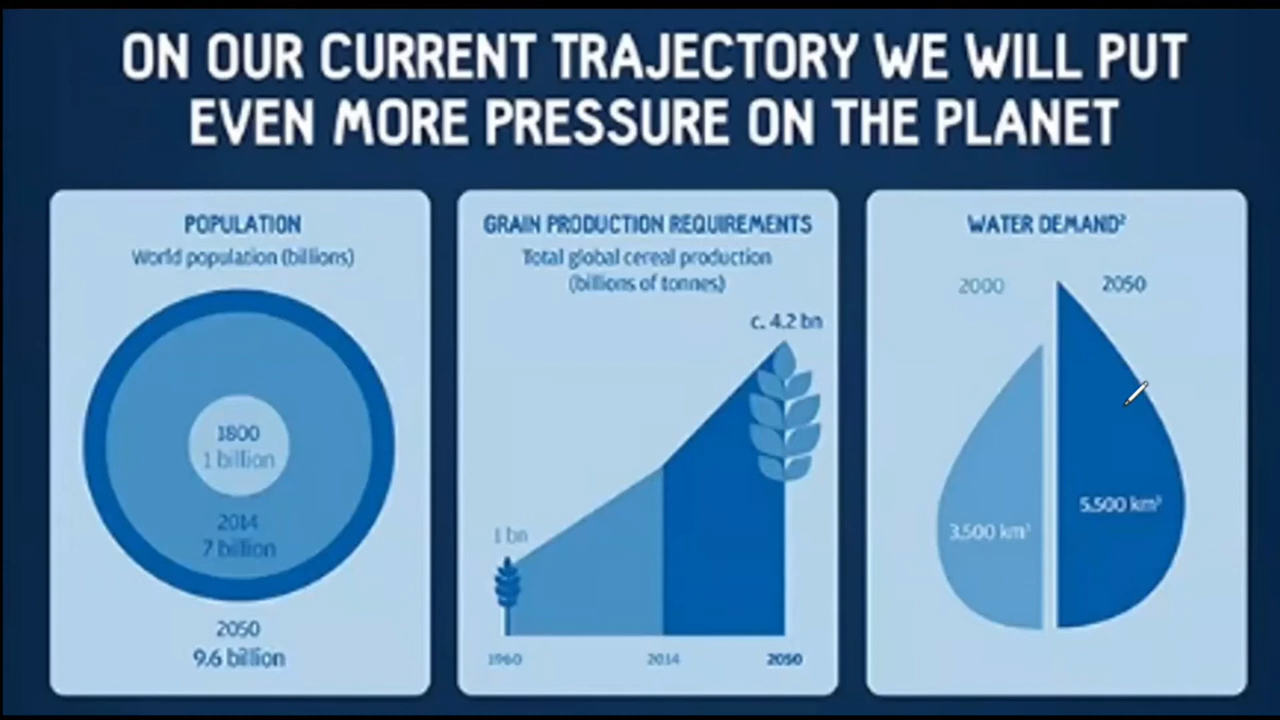 ON OUR CURRENT TRAJECTORY WE WILL PUT
EVEN MORE PRESSURE ON THE PLANET
POPULATION
World population (billions)
1800
1 billion
2014
7 billion
2050
9.6 billion
GRAIN PRODUCTION REQUIREMENTS
Total global cereal production
(billions of tonnes)
c. 4.2 bn
1 bn
1960
2014
2050
WATER DEMAND²
2000
2050
3,500 km³
5,500 km³